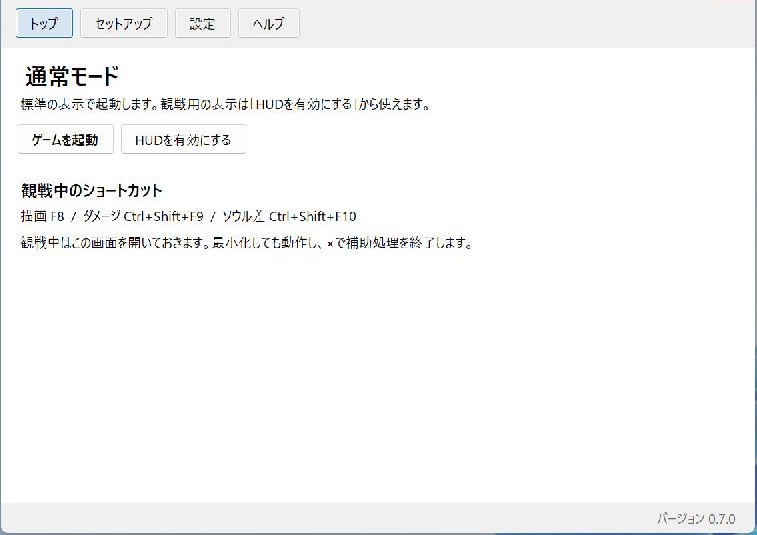 トップ セットアップ 設定 ヘルプ
通常モード
標準の表示で起動します。観戦用の表示は「HUDを有効にする」から使えます。
ゲームを起動 HUDを有効にする
観戦中のショートカット
描画 F8 / ダメージ Ctrl+Shift+F9 / ソウル差 Ctrl+Shift+F10
観戦中はこの画面を開いておきます。最小化しても動作し、×で補助処理を終了します。
バージョン 0.7.0